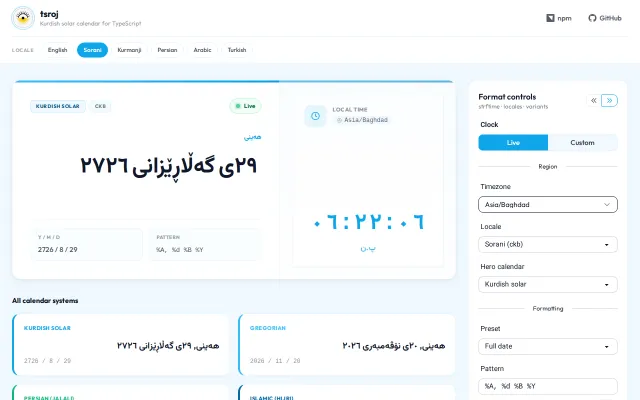 tsroj
Kurdish solar calendar for TypeScript
npm
GitHub
LOCALE
English
Sorani
Kurmanji
Persian
Arabic
Turkish
KURDISH SOLAR
CKB
Live
هەینی
٢٩ی گەڵاڕێزانی ٢٧٢٦
Y / M / D
2726 / 8 / 29
PATTERN
%A, %d %B %Y
LOCAL TIME
Asia/Baghdad
٠٦:٢٢:٠٦
پ.ن
Format controls
strftime · locales · variants
Clock
Live
Custom
Region
Timezone
Asia/Baghdad
Locale
Sorani (ckb)
Hero calendar
Kurdish solar
Formatting
Preset
Full date
Pattern
%A, %d %B %Y
All calendar systems
KURDISH SOLAR
هەینی, ٢٩ی گەڵاڕێزانی ٢٧٢٦
2726 / 8 / 29
GREGORIAN
هەینی, ٢٠ی نۆڤەمبەری ٢٠٢٦
2026 / 11 / 20
PERSIAN (JALALI)
ISLAMIC (HIJRI)